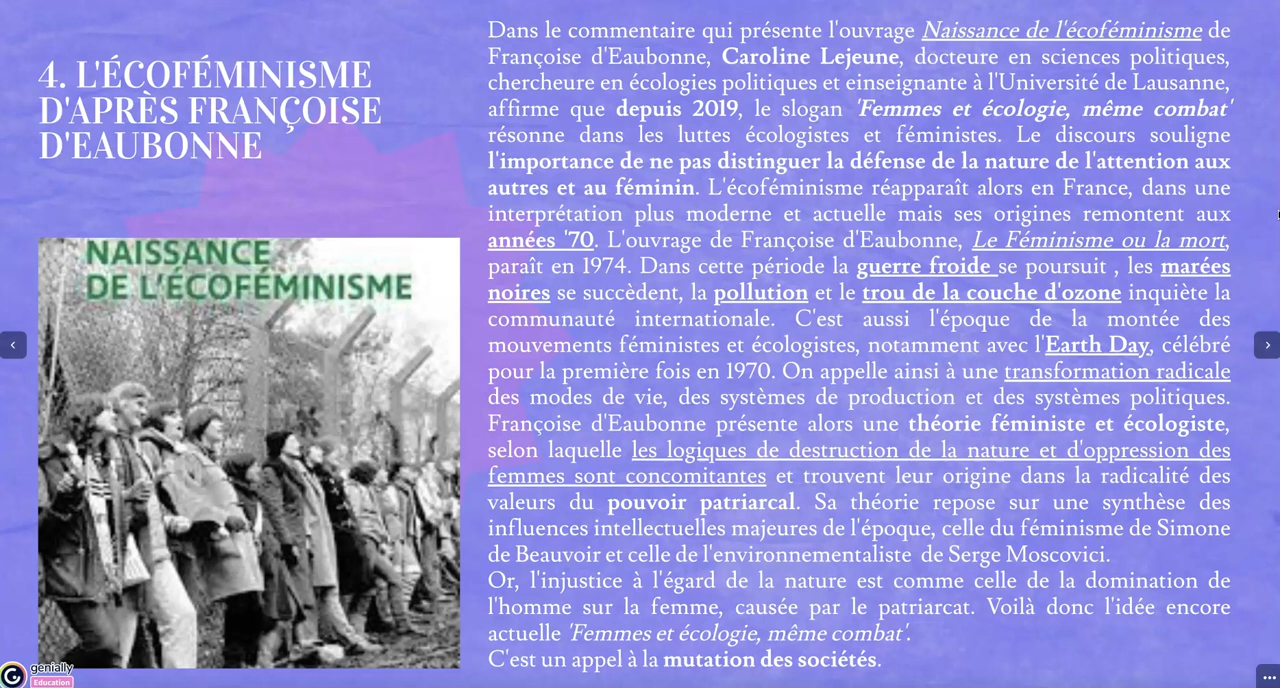 4. L'ÉCOFÉMINISME
D'APRÈS FRANÇOISE
D'EAUBONNE
NAISSANCE
DE L'ÉCOFÉMINISME
Dans le commentaire qui présente l'ouvrage Naissance de l'écoféminisme de
Françoise d'Eaubonne, Caroline Lejeune, docteure en sciences politiques,
chercheure en écologies politiques et einseignante à l'Université de Lausanne,
affirme que depuis 2019, le slogan 'Femmes et écologie, même combat'
résonne dans les luttes écologistes et féministes. Le discours souligne
l'importance de ne pas distinguer la défense de la nature de l'attention aux
autres et au féminin. L'écoféminisme réapparaît alors en France, dans une
interprétation plus moderne et actuelle mais ses origines remontent aux
années '70. L'ouvrage de Françoise d'Eaubonne, Le Féminisme ou la mort,
paraît en 1974. Dans cette période la guerre froide se poursuit , les marées
noires se succèdent, la pollution et le trou de la couche d'ozone inquiète la
communauté internationale. C'est aussi l'époque de la montée des
mouvements féministes et écologistes, notamment avec l'Earth Day, célébré
pour la première fois en 1970. On appelle ainsi à une transformation radicale
des modes de vie, des systèmes de production et des systèmes politiques.
Françoise d'Eaubonne présente alors une théorie féministe et écologiste,
selon laquelle les logiques de destruction de la nature et d'oppression des
femmes sont concomitantes et trouvent leur origine dans la radicalité des
valeurs du pouvoir patriarcal. Sa théorie repose sur une synthèse des
influences intellectuelles majeures de l'époque, celle du féminisme de Simone
de Beauvoir et celle de l'environnementaliste de Serge Moscovici.
Or, l'injustice à l'égard de la nature est comme celle de la domination de
l'homme sur la femme, causée par le patriarcat. Voilà donc l'idée encore
actuelle 'Femmes et écologie, même combat'.
C'est un appel à la mutation des sociétés.
genially
Education